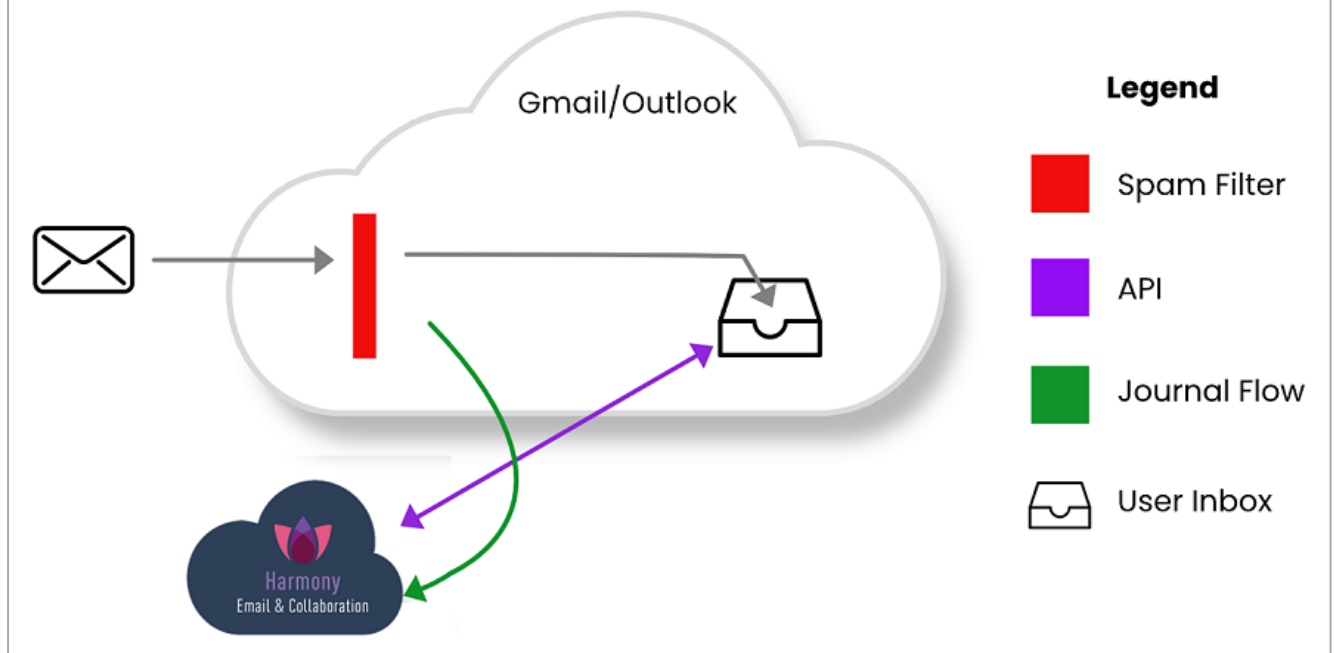 Gmail/Outlook
Legend
Spam Filter
API
Journal Flow
User Inbox
Harmony
Email & Collaboration